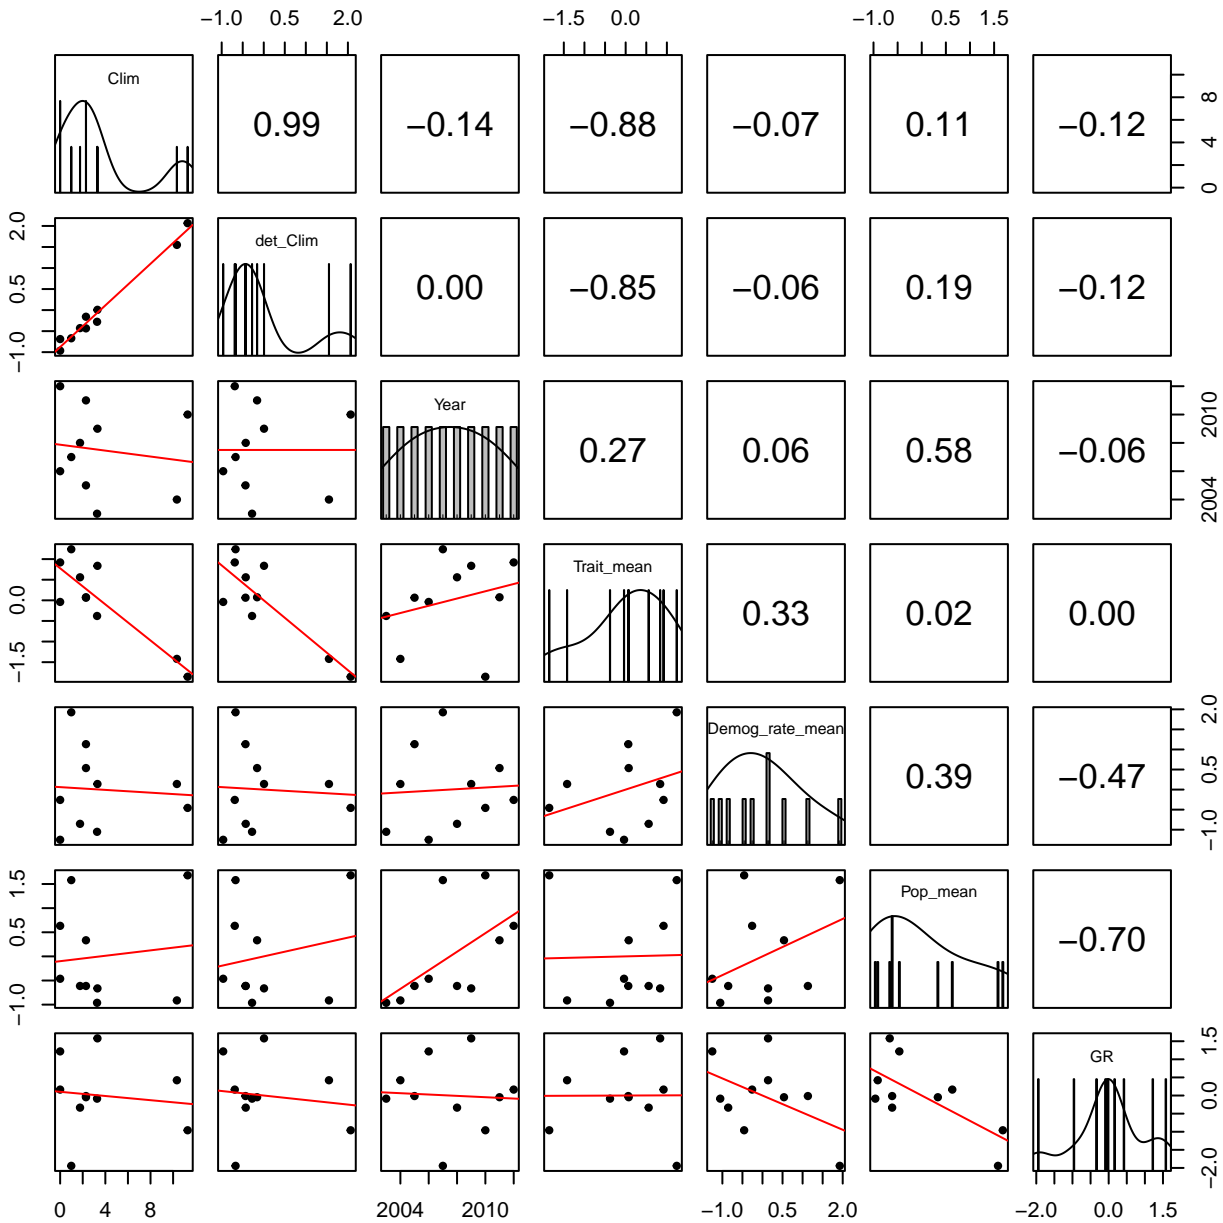 −1.0 0.5 2.0 −1.5 0.0 −1.0 0.5 1.5
Clim 0.99 −0.14 −0.88 −0.07 0.11 −0.12 0 4 8
−1.0 0.5 2.0 det_Clim 0.00 −0.85 −0.06 0.19 −0.12
Year 0.27 0.06 0.58 −0.06 2004 2010
−1.5 0.0 Trait_mean 0.33 0.02 0.00
Demog_rate_mean 0.39 −0.47 −1.0 0.5 2.0
−1.0 0.5 1.5 Pop_mean −0.70
GR −2.0 0.0 1.5
0 4 8 2004 2010 −1.0 0.5 2.0 −2.0 0.0 1.5